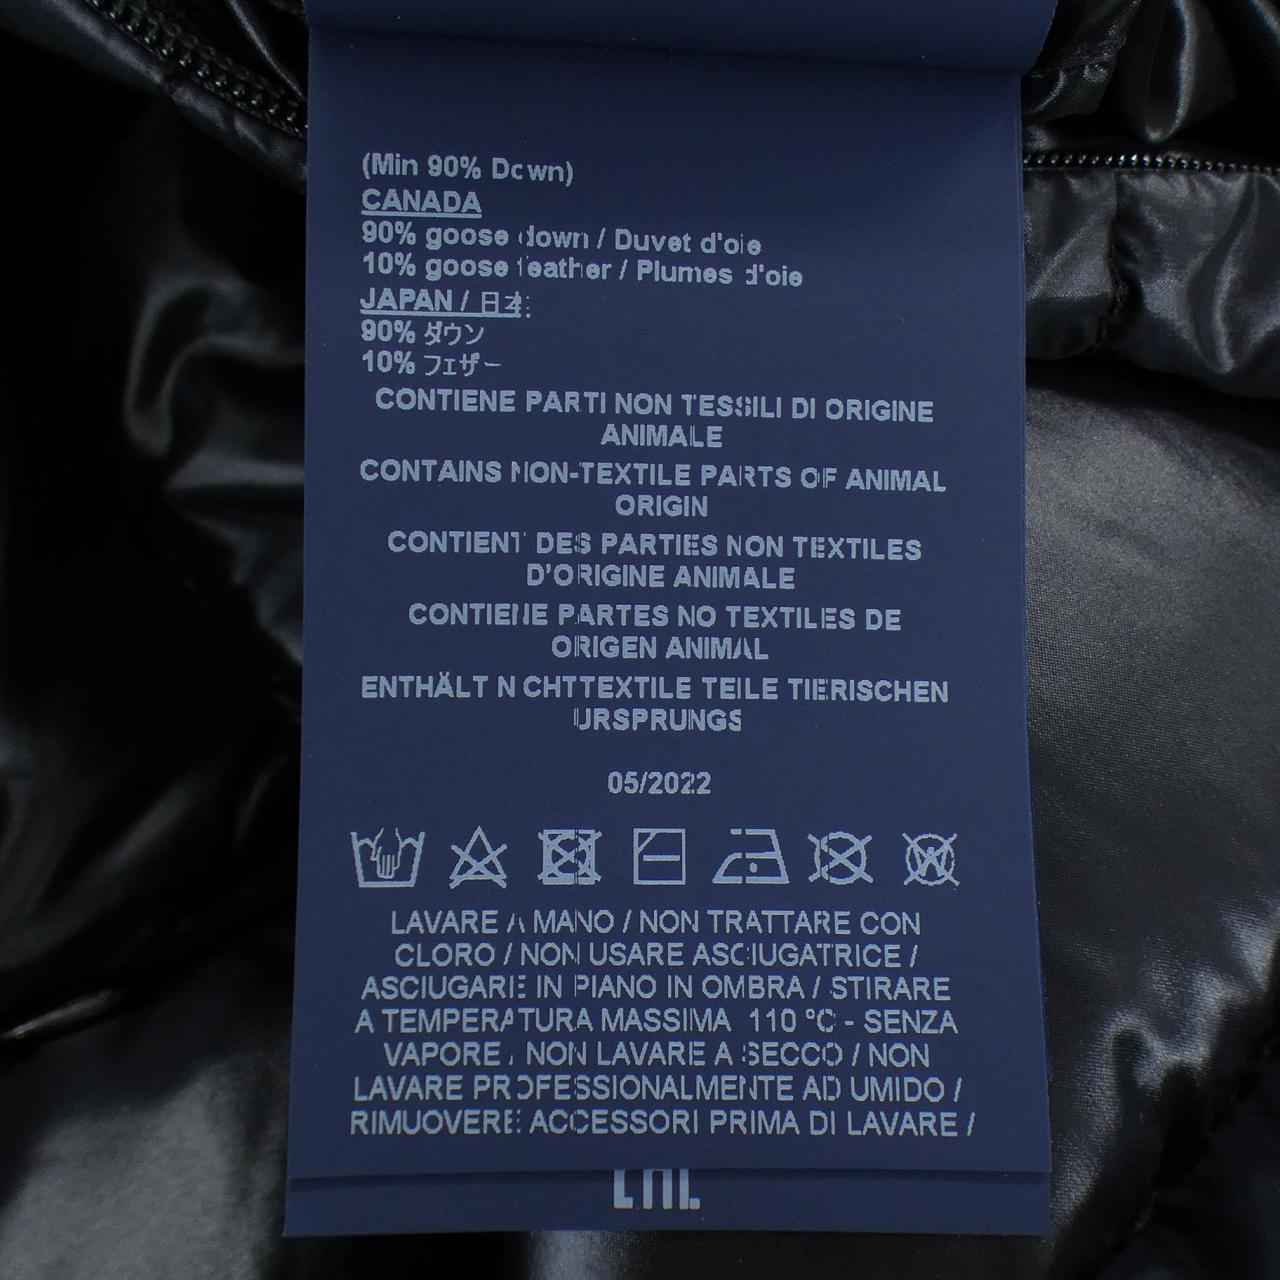 (Min 90% Down)
CANADA
90% goose down / Duvet d'oie
10% goose feather / Plumes d'oie
JAPAN / 日本:
90% ダウン
10% フェザー
CONTIENE PARTI NON TESSILI DI ORIGINE
ANIMALE
CONTAINS NON-TEXTILE PARTS OF ANIMAL
ORIGIN
CONTIENT DES PARTIES NON TEXTILES
D'ORIGINE ANIMALE
CONTIENE PARTES NO TEXTILES DE
ORIGEN ANIMAL
ENTHÄLT NICHTTEXTILE TEILE TIERISCHEN
URSPRUNGS
05/2022
LAVARE A MANO / NON TRATTARE CON
CLORO / NON USARE ASCIUGATRICE /
ASCIUGARE IN PIANO IN OMBRA / STIRARE
A TEMPERATURA MASSIMA 110 °C - SENZA
VAPORE / NON LAVARE A SECCO / NON
LAVARE PROFESSIONALMENTE AD UMIDO /
RIMUOVERE ACCESSORI PRIMA DI LAVARE /